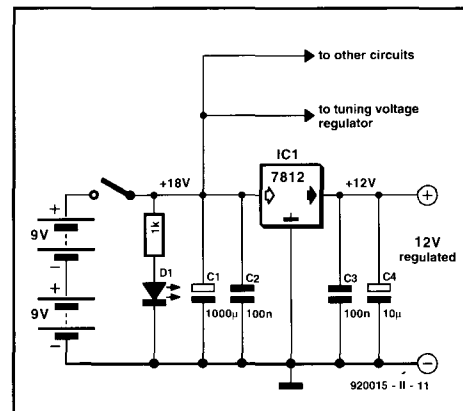 to other circuits
to tuning voltage
regulator
IC1
7812
+18V
+12V
+
9V
-
+
9V
-
1k
D1
C1
1000µ
C2
100n
C3
100n
C4
10µ
+
12V
regulated
-
920015 - II - 11